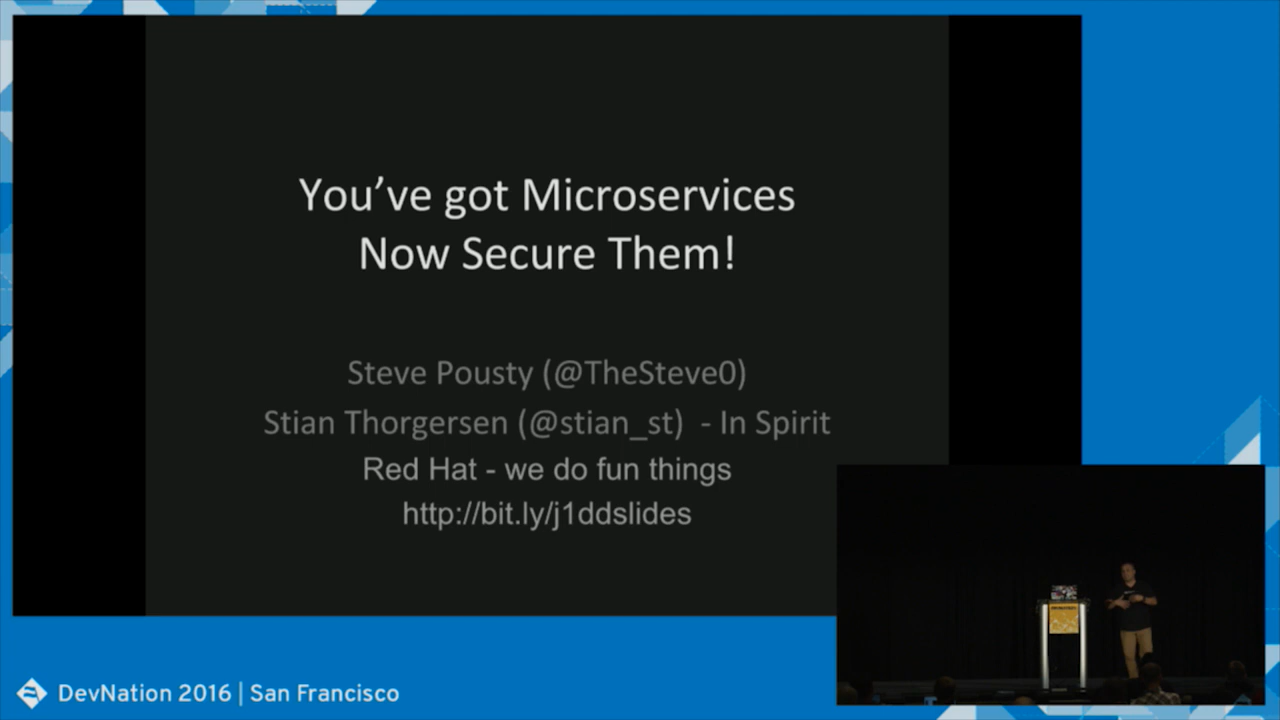 You've got Microservices
Now Secure Them!
Steve Pousty (@TheSteve0)
Stian Thorgersen (@stian_st) - In Spirit
Red Hat - we do fun things
http://bit.ly/j1ddslides
DevNation 2016 | San Francisco